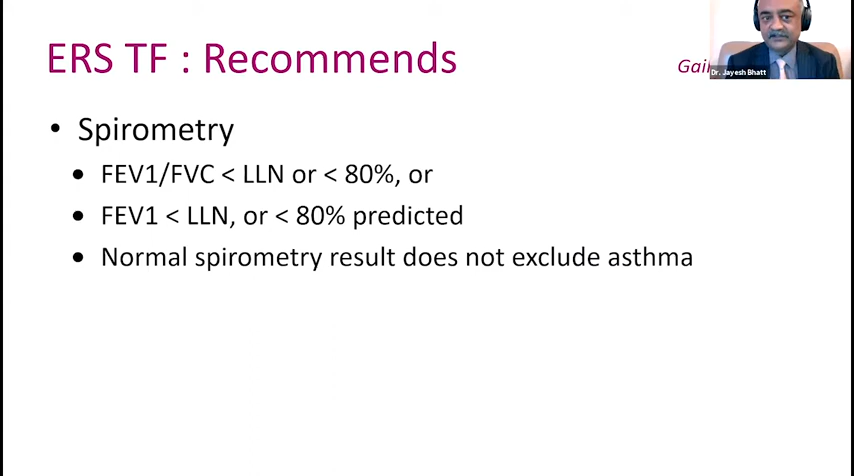 ERS TF : Recommends
Dr. Jayesh Bhatt
• Spirometry
• FEV1/FVC < LLN or < 80%, or
• FEV1 < LLN, or < 80% predicted
• Normal spirometry result does not exclude asthma